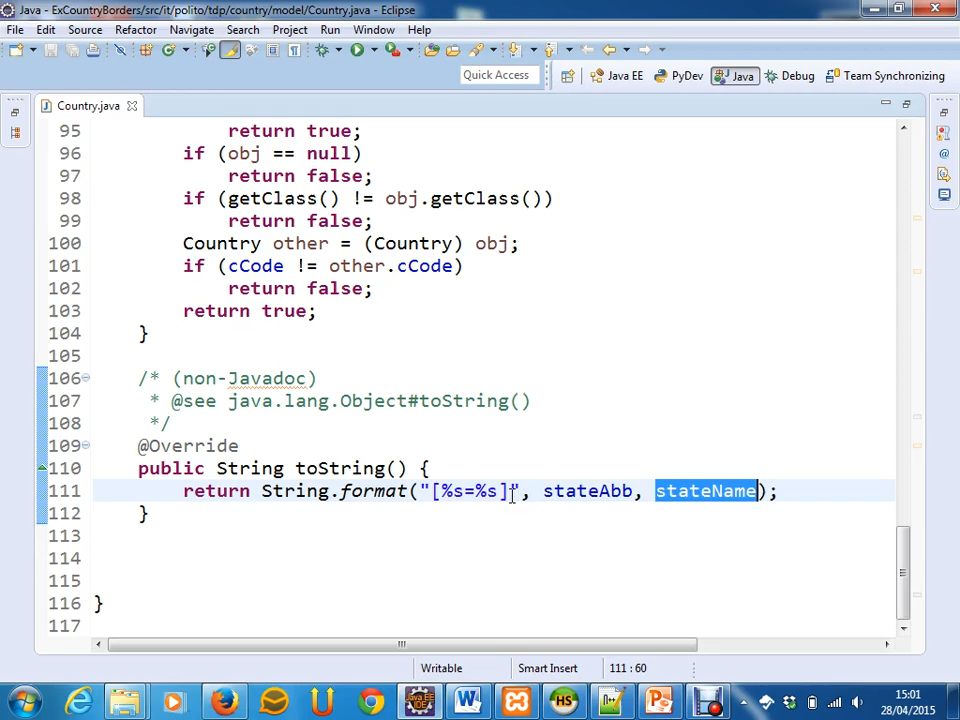 Java - ExCountryBorders/src/it/polito/tdp/country/model/Country.java - Eclipse
File Edit Source Refactor Navigate Search Project Run Window Help
Quick Access Java EE PyDev Java Debug Team Synchronizing
Country.java
95 return true;
96 if (obj == null)
97 return false;
98 if (getClass() != obj.getClass())
99 return false;
100 Country other = (Country) obj;
101 if (cCode != other.cCode)
102 return false;
103 return true;
104 }
105
106 /* (non-Javadoc)
107 * @see java.lang.Object#toString()
108 */
109 @Override
110 public String toString() {
111 return String.format("[%s=%s]", stateAbb, stateName);
112 }
113
114
115
116 }
117
Writable Smart Insert 111 : 60
15:01
28/04/2015